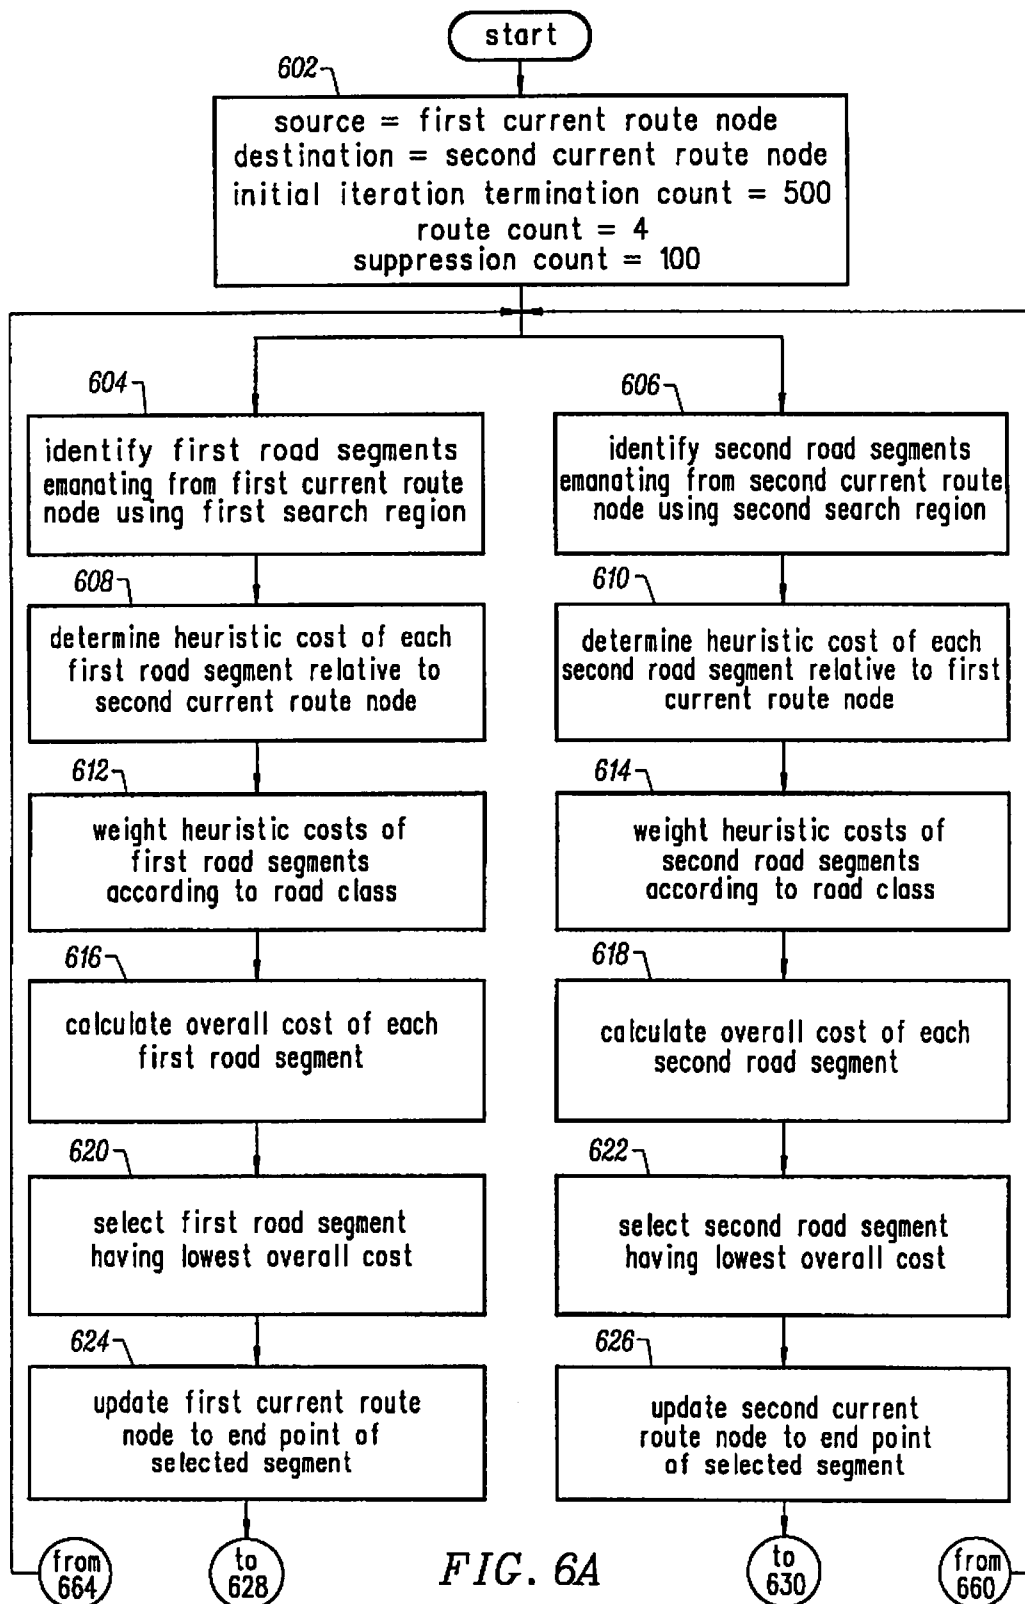 start
602
source = first current route node
destination = second current route node
initial iteration termination count = 500
route count = 4
suppression count = 100
604
identify first road segments
emanating from first current route
node using first search region
606
identify second road segments
emanating from second current route
node using second search region
608
determine heuristic cost of each
first road segment relative to
second current route node
610
determine heuristic cost of each
second road segment relative to first
current route node
612
weight heuristic costs of
first road segments
according to road class
614
weight heuristic costs of
second road segments
according to road class
616
calculate overall cost of each
first road segment
618
calculate overall cost of each
second road segment
620
select first road segment
having lowest overall cost
622
select second road segment
having lowest overall cost
624
update first current route
node to end point of
selected segment
626
update second current
route node to end point
of selected segment
from
664
to
628
FIG. 6A
to
630
from
660